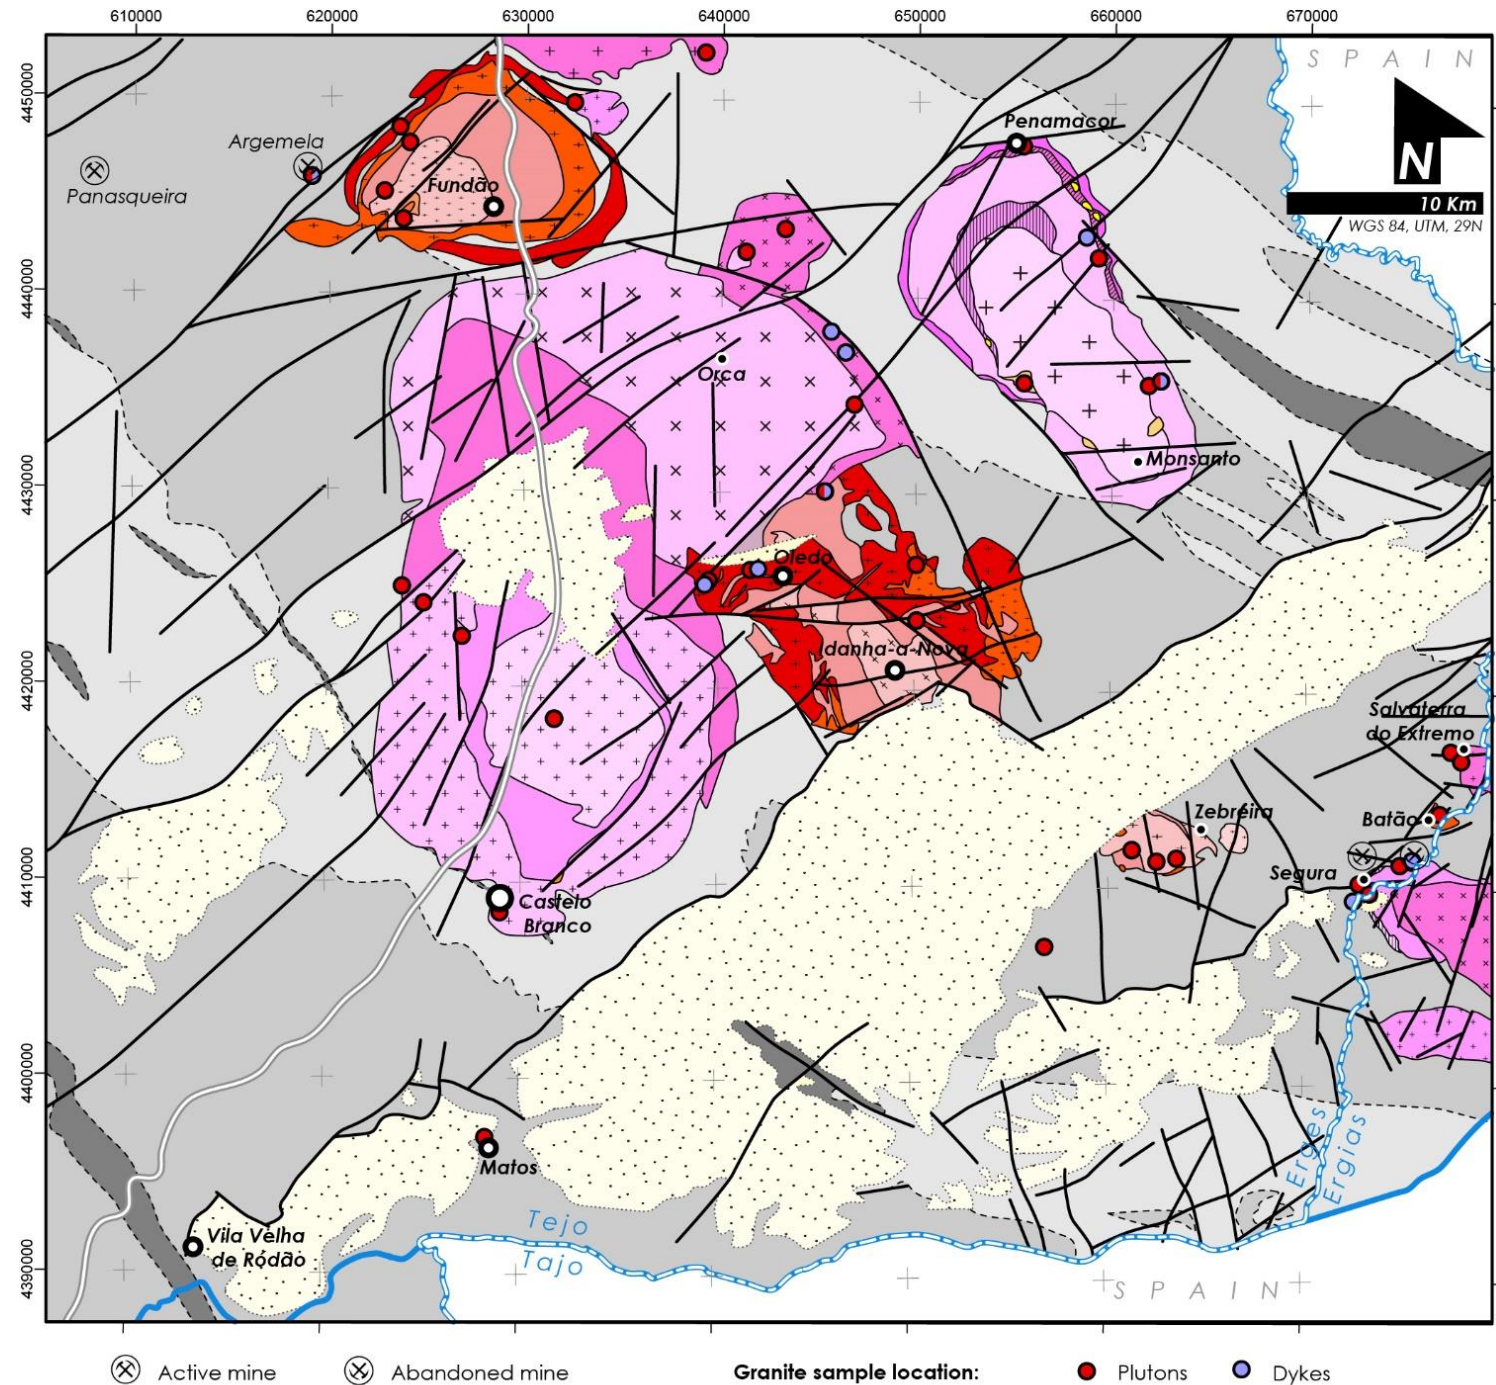 610000 620000 630000 640000 650000 660000 670000
4450000
4440000
4430000
4420000
4410000
4400000
4390000
SPAIN
N
10 Km
WGS 84, UTM, 29N
Penamacor
Argemela
Panasqueira
Fundão
Orca
Monsanto
Oledo
Idanha-a-Nova
Salvaterra
do Extremo
Zebreira
Batão
Segura
Castelo
Branco
Matos
Erges
Ergias
Vila Velha
de Ródão
Tejo
Tajo
SPAIN
Active mine
Abandoned mine
Granite sample location:
Plutons
Dykes